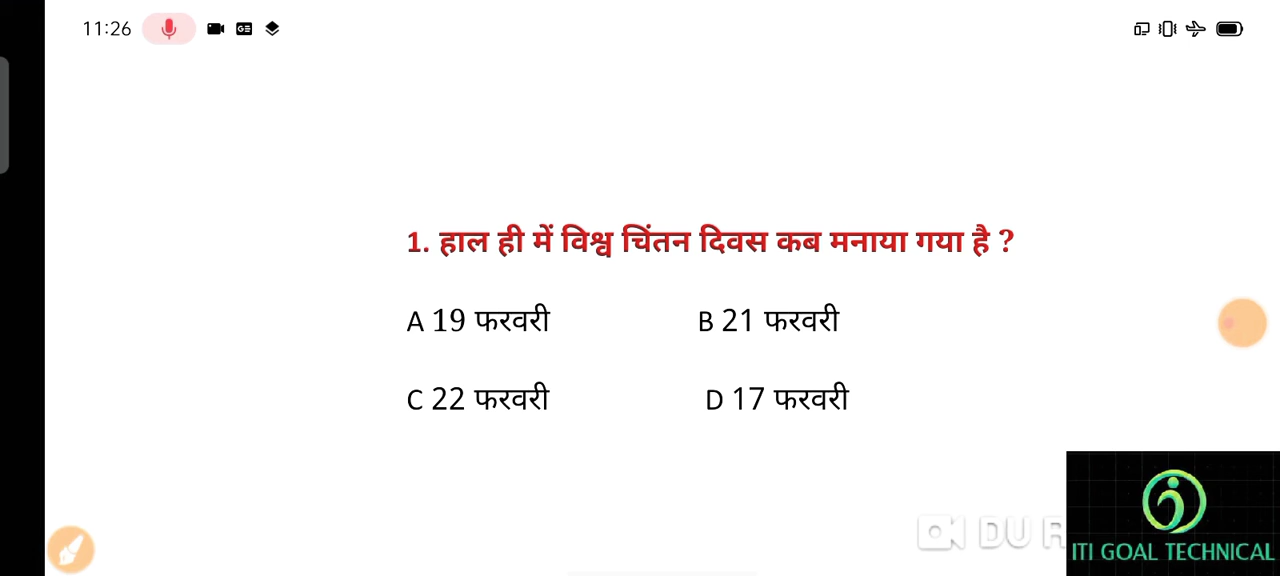 11:26
1. हाल ही में विश्व चिंतन दिवस कब मनाया गया है ?
A 19 फरवरी B 21 फरवरी
C 22 फरवरी D 17 फरवरी
DU R
ITI GOAL TECHNICAL